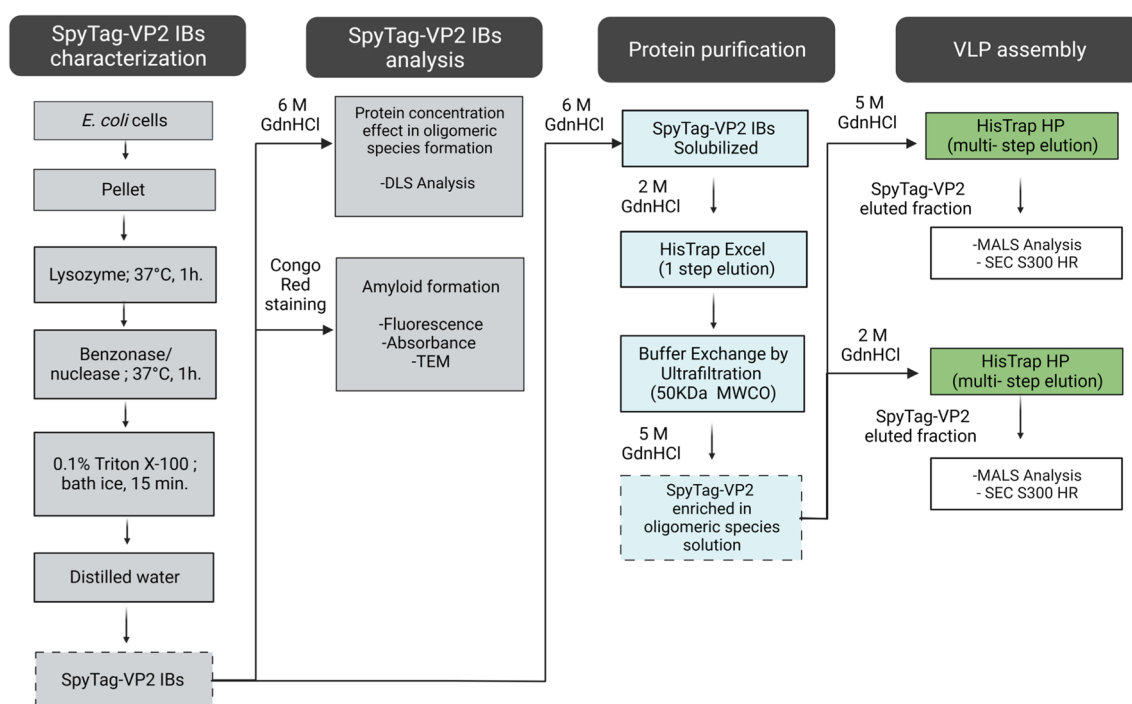 SpyTag-VP2 IBs
characterization
E. coli cells
Pellet
Lysozyme; 37°C, 1h.
Benzonase/
nuclease ; 37°C, 1h.
0.1% Triton X-100 ;
bath ice, 15 min.
Distilled water
SpyTag-VP2 IBs
SpyTag-VP2 IBs
analysis
6 M
GdnHCl
Protein concentration
effect in oligomeric
species formation
-DLS Analysis
Congo
Red
staining
Amyloid formation
-Fluorescence
-Absorbance
-TEM
Protein purification
6 M
GdnHCl
SpyTag-VP2 IBs
Solubilized
2 M
GdnHCl
HisTrap Excel
(1 step elution)
Buffer Exchange by
Ultrafiltration
(50KDa MWCO)
5 M
GdnHCl
SpyTag-VP2
enriched in
oligomeric species
solution
VLP assembly
5 M
GdnHCl
HisTrap HP
(multi- step elution)
SpyTag-VP2
eluted fraction
-MALS Analysis
- SEC S300 HR
2 M
GdnHCl
HisTrap HP
(multi- step elution)
SpyTag-VP2
eluted fraction
-MALS Analysis
- SEC S300 HR